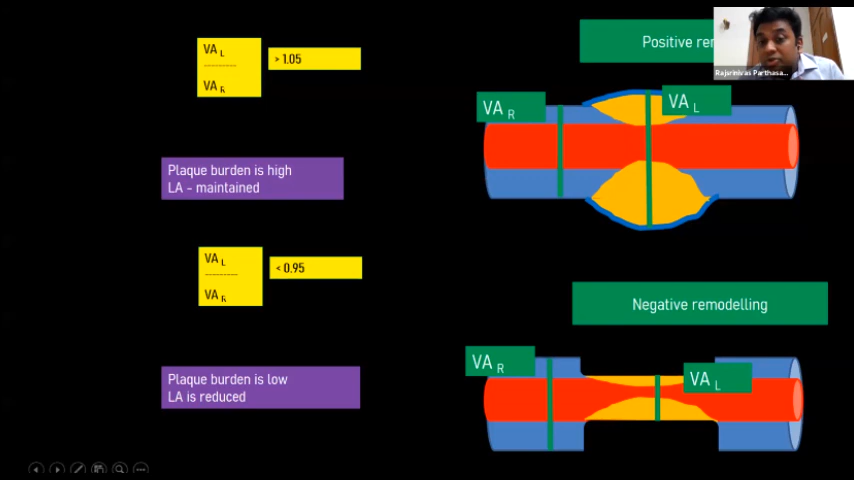 VA L
--------
VA R
> 1.05
Plaque burden is high
LA - maintained
VA L
--------
VA R
< 0.95
Plaque burden is low
LA is reduced
Positive
Rajsrinivas Parthasa...
VA R
VA L
Negative remodelling
VA R
VA L